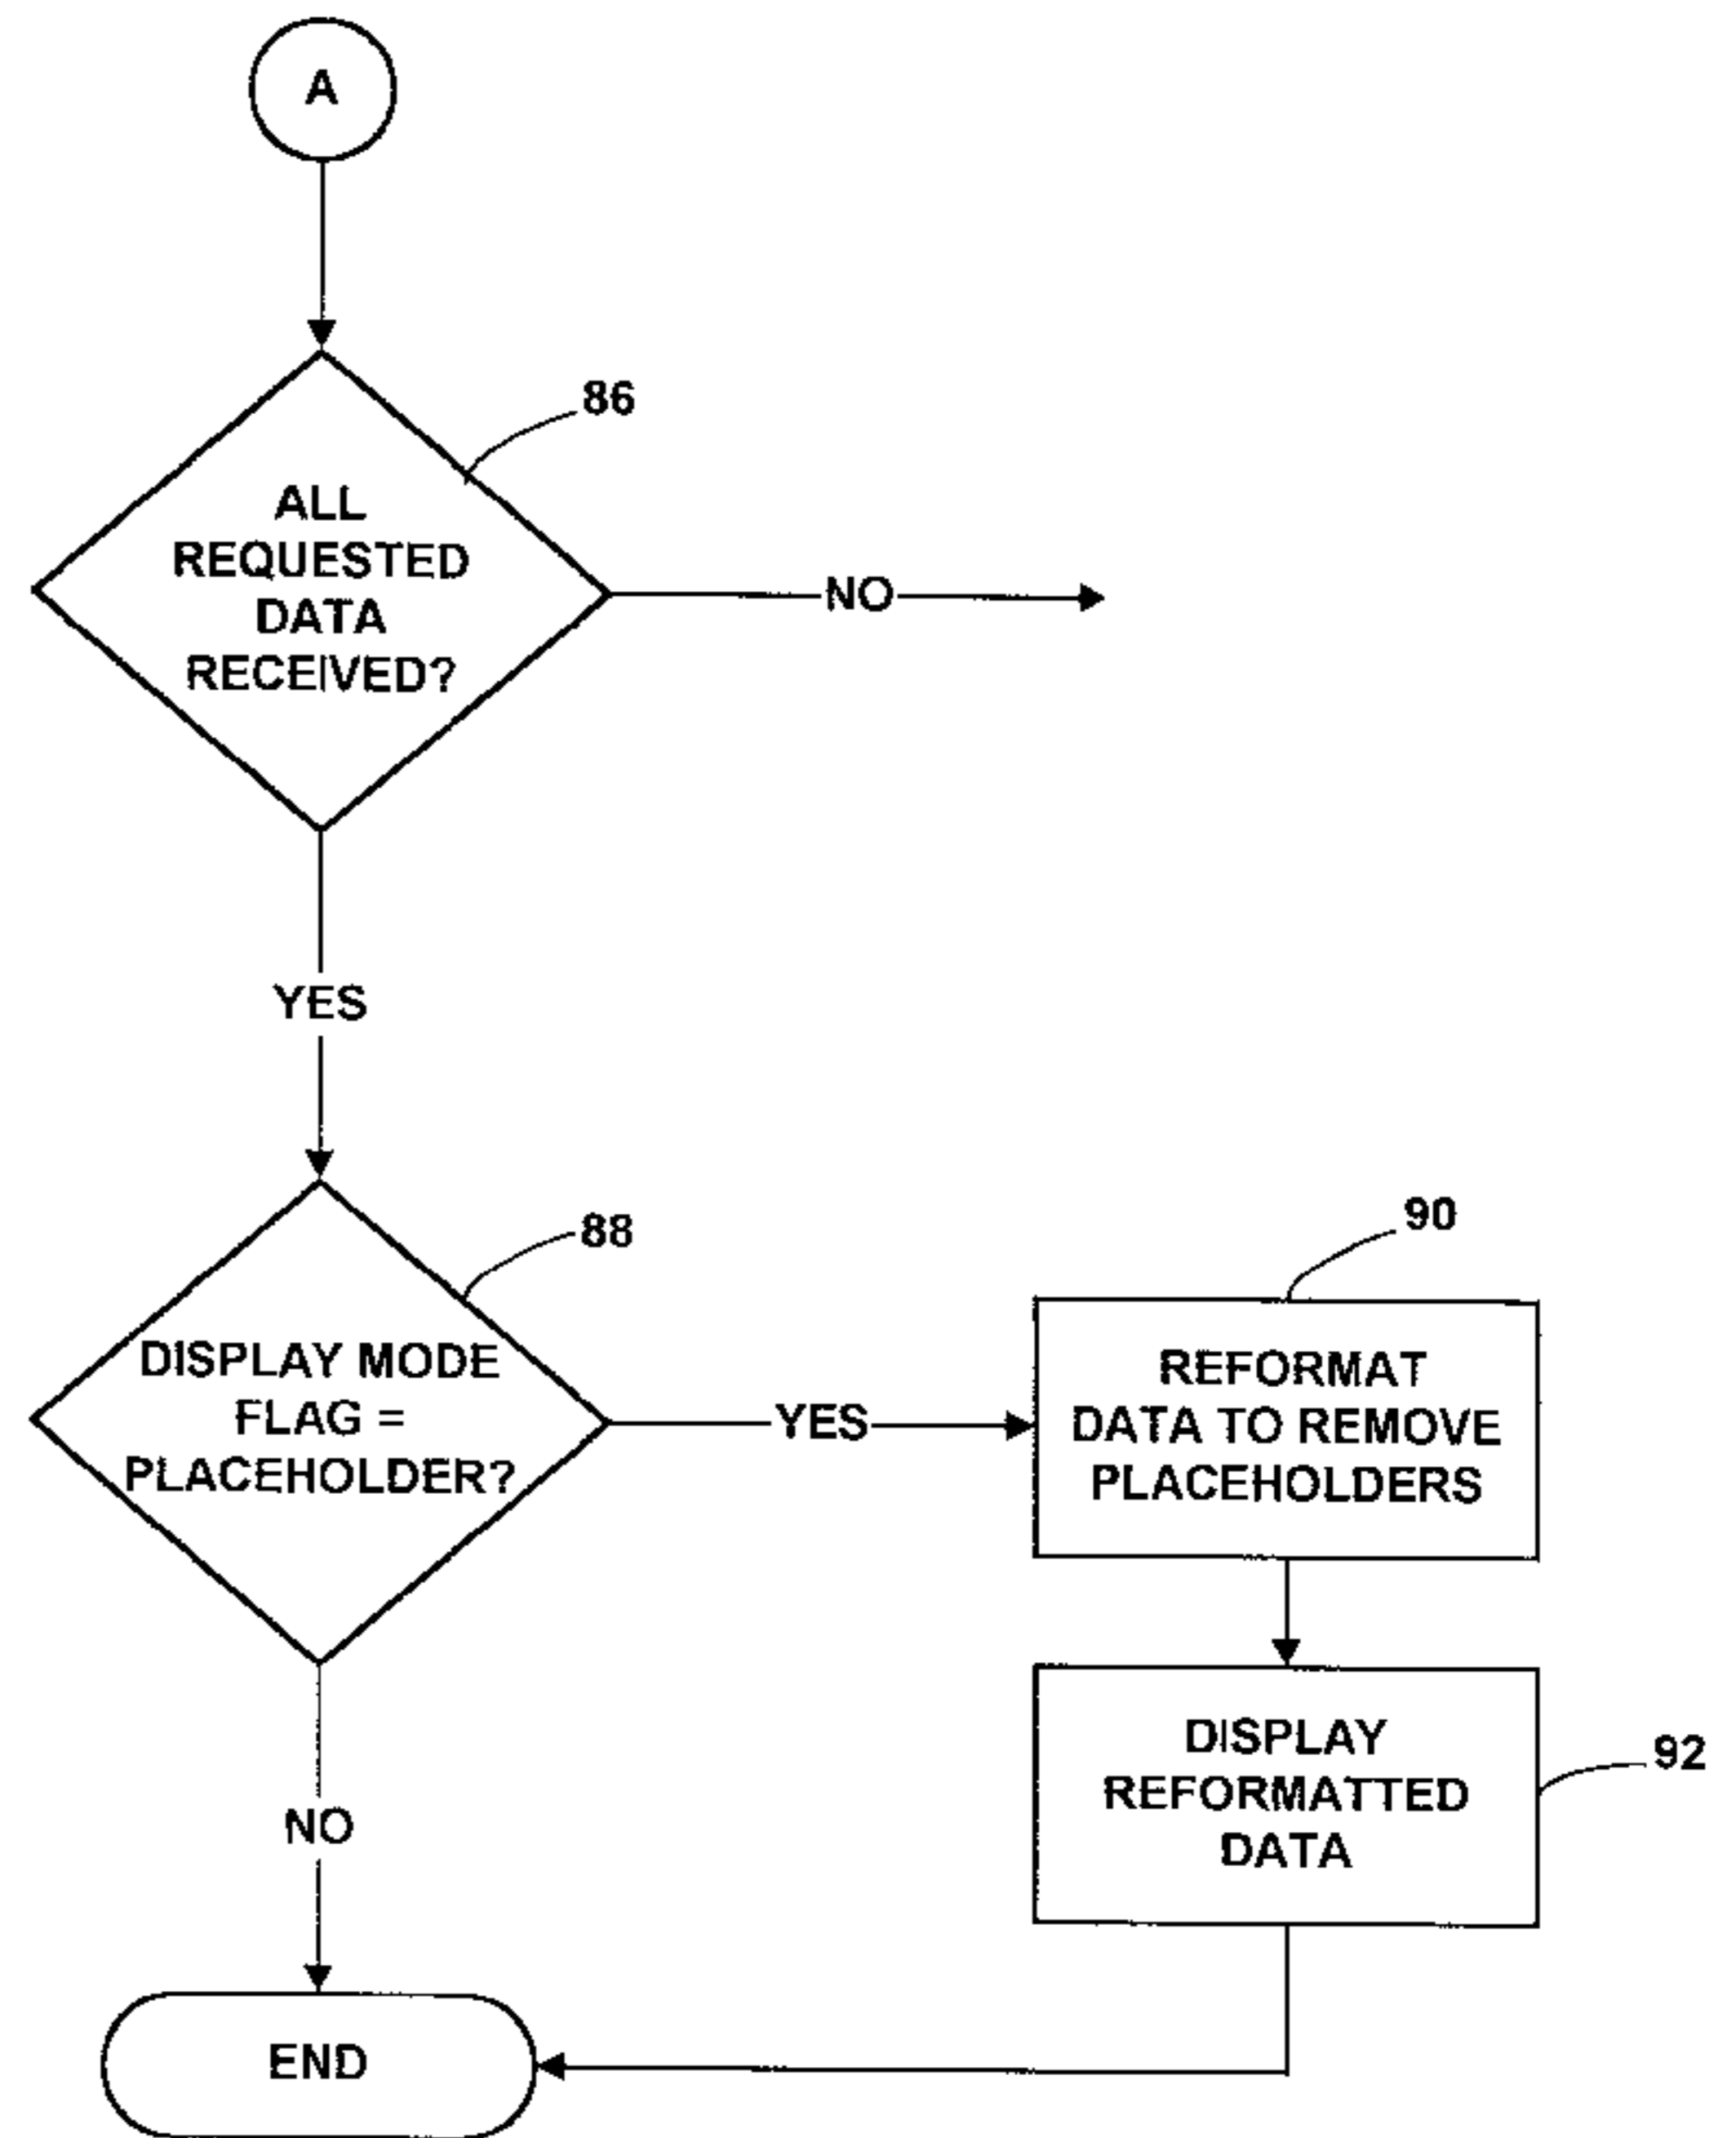 A
86
ALL
REQUESTED
DATA
RECEIVED?
NO
YES
88
DISPLAY MODE
FLAG =
PLACEHOLDER?
YES
90
REFORMAT
DATA TO REMOVE
PLACEHOLDERS
DISPLAY
REFORMATTED
DATA
92
NO
END